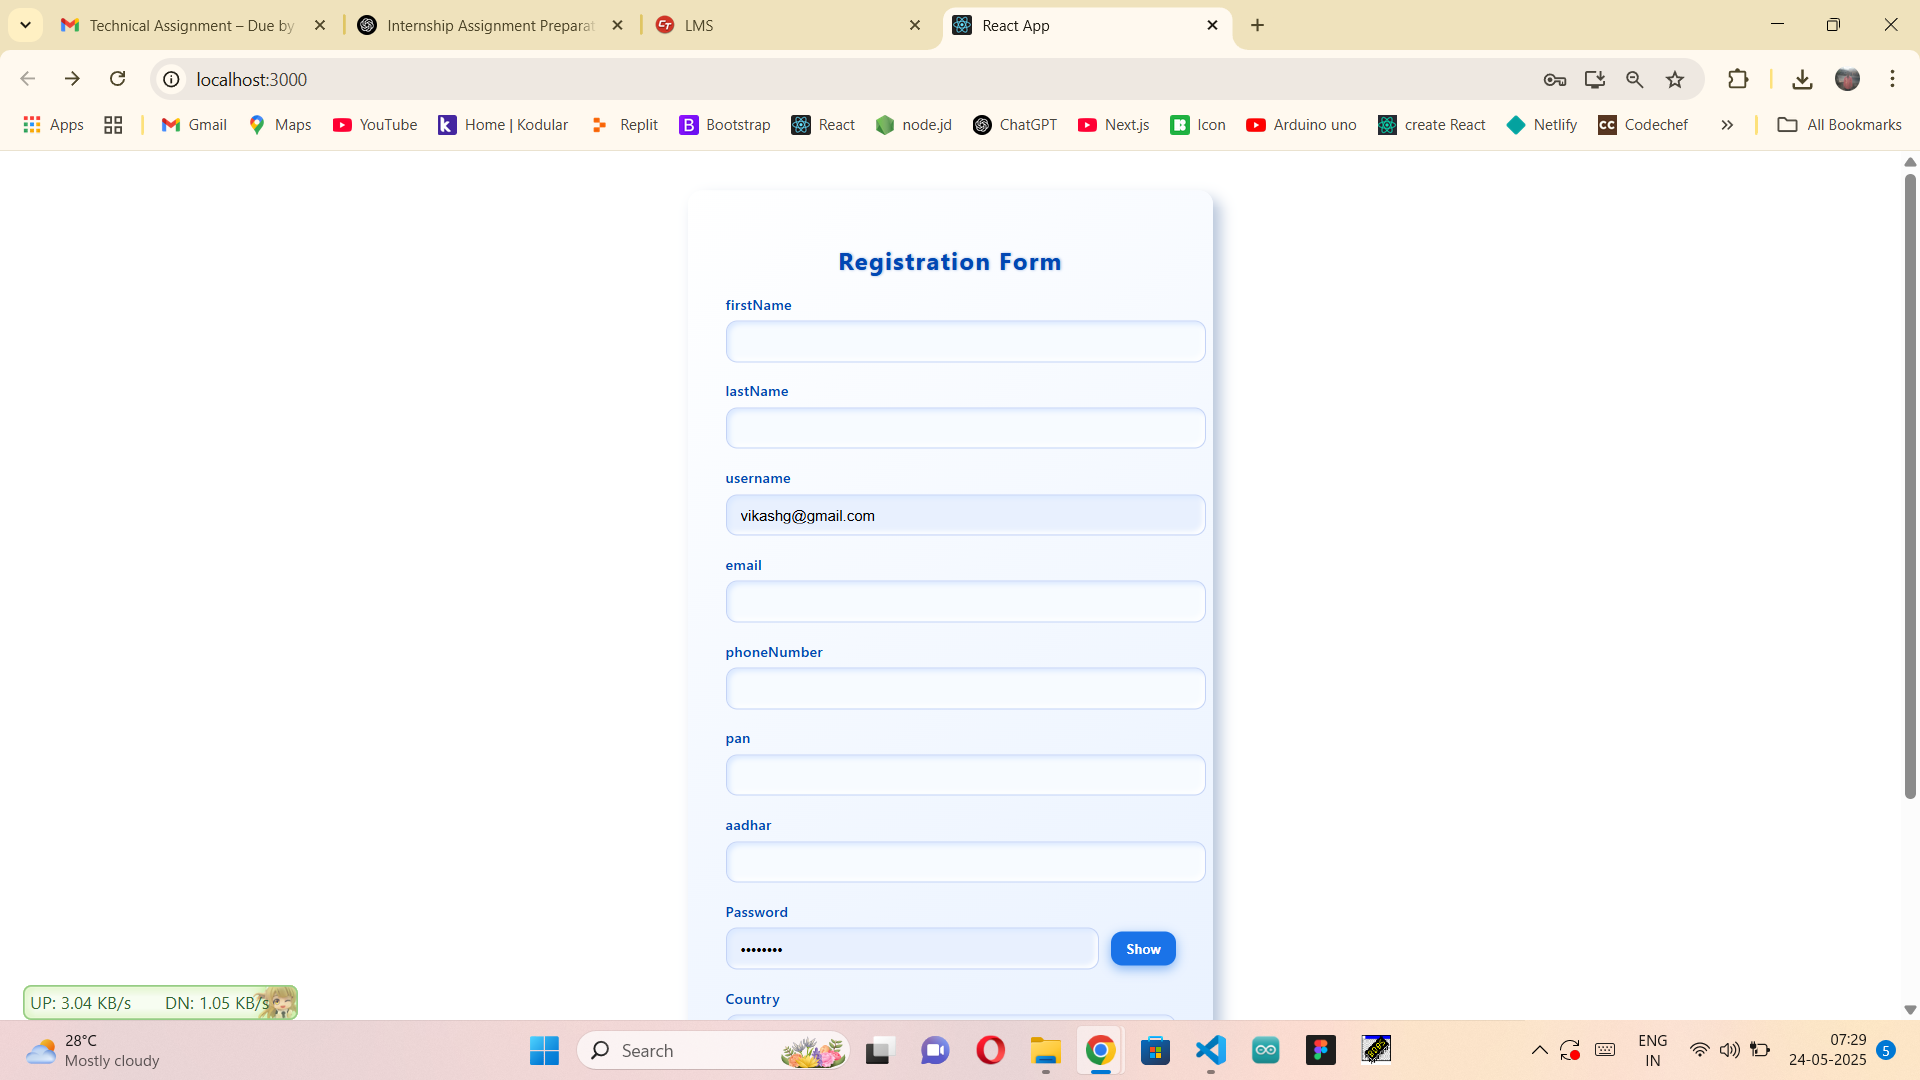 Technical Assignment – Due by
Internship Assignment Preparat
LMS
React App
localhost:3000
Apps
Gmail
Maps
YouTube
Home | Kodular
Replit
Bootstrap
React
node.jd
ChatGPT
Next.js
Icon
Arduino uno
create React
Netlify
Codechef
All Bookmarks
Registration Form
firstName
lastName
username
vikashg@gmail.com
email
phoneNumber
pan
aadhar
Password
••••••••
Show
Country
UP: 3.04 KB/s DN: 1.05 KB/s
28°C
Mostly cloudy
Search
ENG
IN
07:29
24-05-2025
5